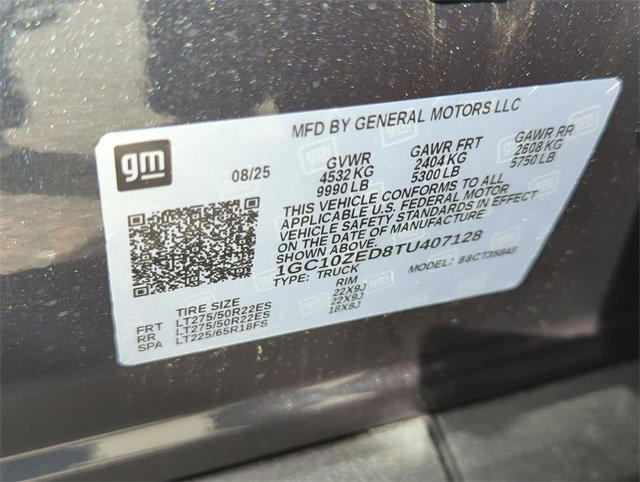 MFD BY GENERAL MOTORS LLC
gm
08/25
GVWR GAWR FRT GAWR RR
4532 KG 2404 KG 2608 KG
9990 LB 5300 LB 5750 LB
THIS VEHICLE CONFORMS TO ALL
APPLICABLE U.S. FEDERAL MOTOR
VEHICLE SAFETY STANDARDS IN EFFECT
ON THE DATE OF MANUFACTURE
SHOWN ABOVE.
1GC10ZED8TU407128
TYPE: TRUCK MODEL:
TIRE SIZE RIM
FRT LT275/50R22ES 22X9J
RR LT275/50R22ES 22X9J
SPA LT225/65R18FS 18X8J